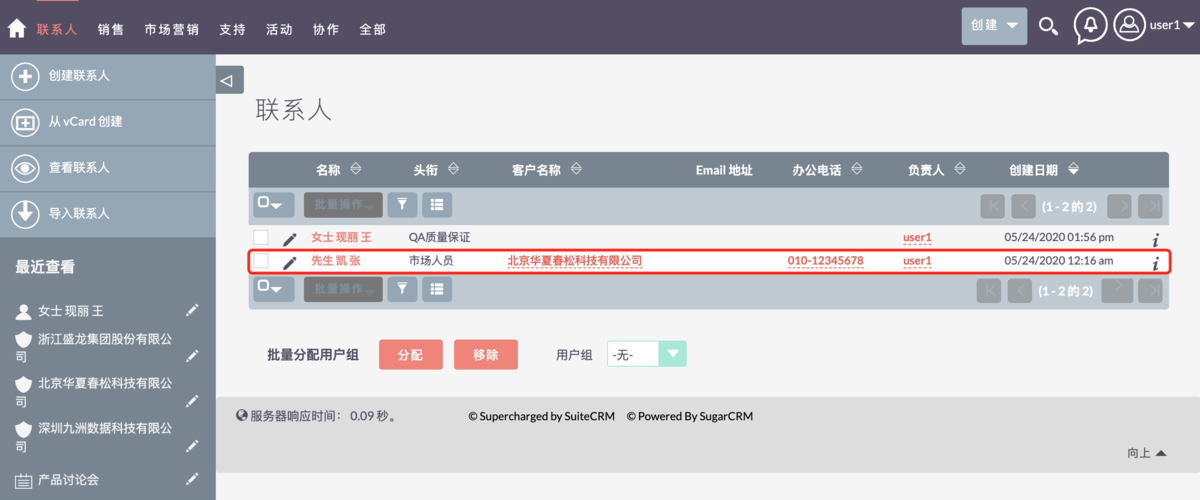 联系人 销售 市场营销 支持 活动 协作 全部 创建 user1
创建联系人
从 vCard 创建
查看联系人
导入联系人
最近查看
女士 现丽 王
浙江盛龙集团股份有限公
司
北京华夏春松科技有限公
司
深圳九洲数据科技有限公
司
产品讨论会
联系人
名称 头衔 客户名称 Email 地址 办公电话 负责人 创建日期
批量操作 (1 - 2 的 2)
女士 现丽 王 QA质量保证 user1 05/24/2020 01:56 pm
先生 凯 张 市场人员 北京华夏春松科技有限公司 010-12345678 user1 05/24/2020 12:16 am
批量操作 (1 - 2 的 2)
批量分配用户组 分配 移除 用户组 -无-
服务器响应时间： 0.09 秒。 © Supercharged by SuiteCRM © Powered By SugarCRM
向上